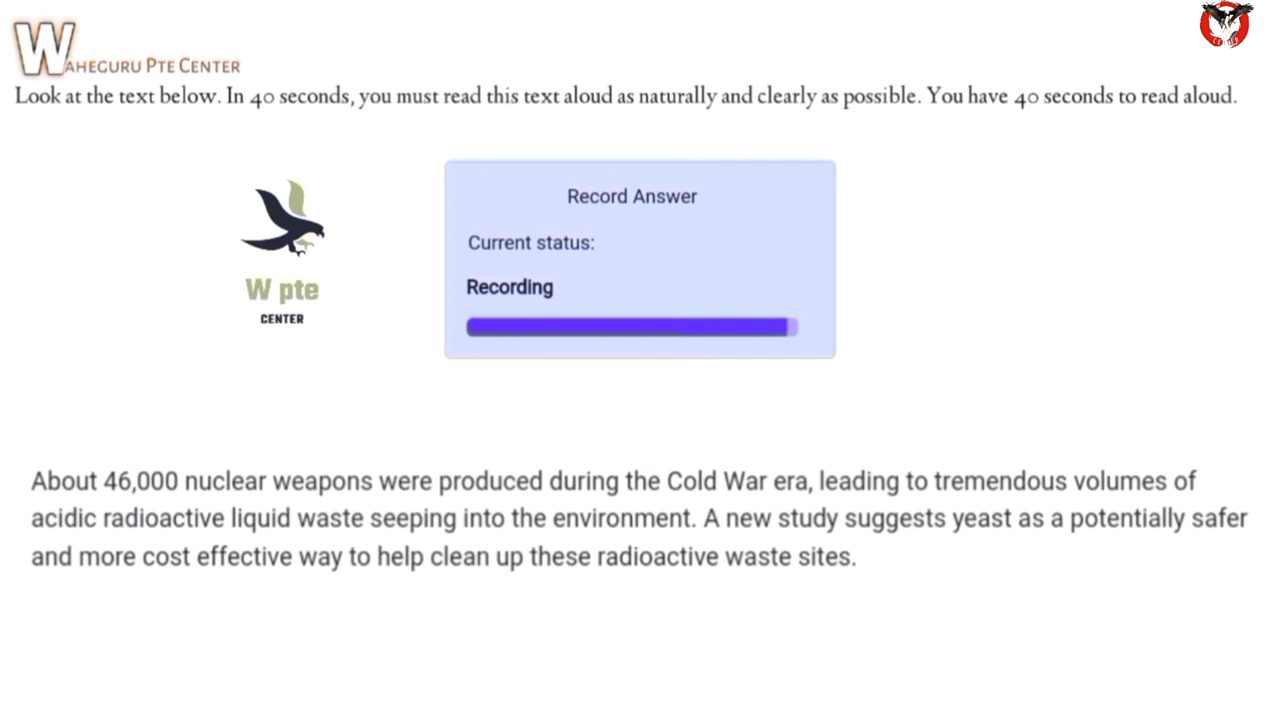 WAHEGURU PTE CENTER
Look at the text below. In 40 seconds, you must read this text aloud as naturally and clearly as possible. You have 40 seconds to read aloud.
Record Answer
Current status:
Recording
W pte
CENTER
About 46,000 nuclear weapons were produced during the Cold War era, leading to tremendous volumes of
acidic radioactive liquid waste seeping into the environment. A new study suggests yeast as a potentially safer
and more cost effective way to help clean up these radioactive waste sites.